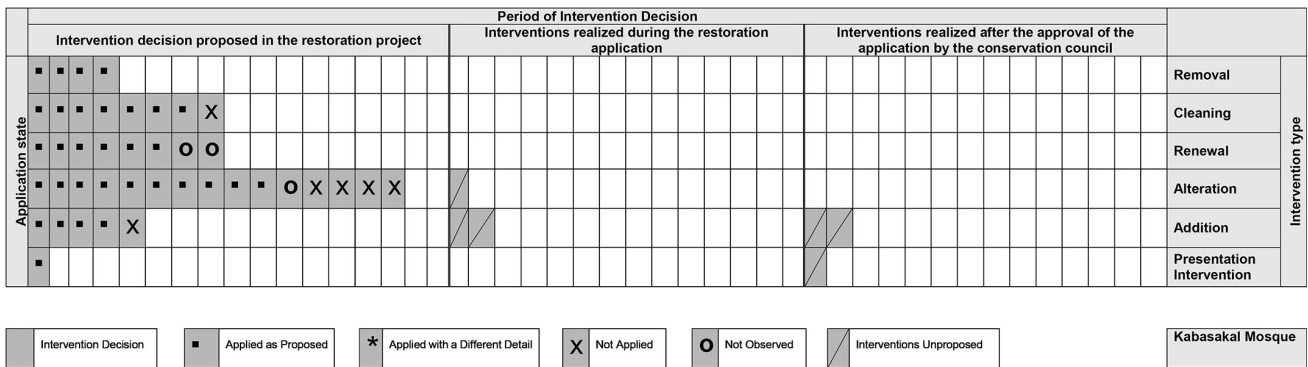 Period of Intervention Decision
Intervention decision proposed in the restoration project
Interventions realized during the restoration
application
Interventions realized after the approval of the
application by the conservation council
Application state
▪ ▪ ▪ ▪ Removal
▪ ▪ ▪ ▪ ▪ ▪ ▪ X Cleaning
▪ ▪ ▪ ▪ ▪ ▪ O O Renewal
▪ ▪ ▪ ▪ ▪ ▪ ▪ ▪ ▪ ▪ O X X X X Alteration
▪ ▪ ▪ ▪ X Addition
▪ Presentation
Intervention
Intervention type
Intervention Decision
▪ Applied as Proposed
* Applied with a Different Detail
X Not Applied
O Not Observed
Interventions Unproposed
Kabasakal Mosque